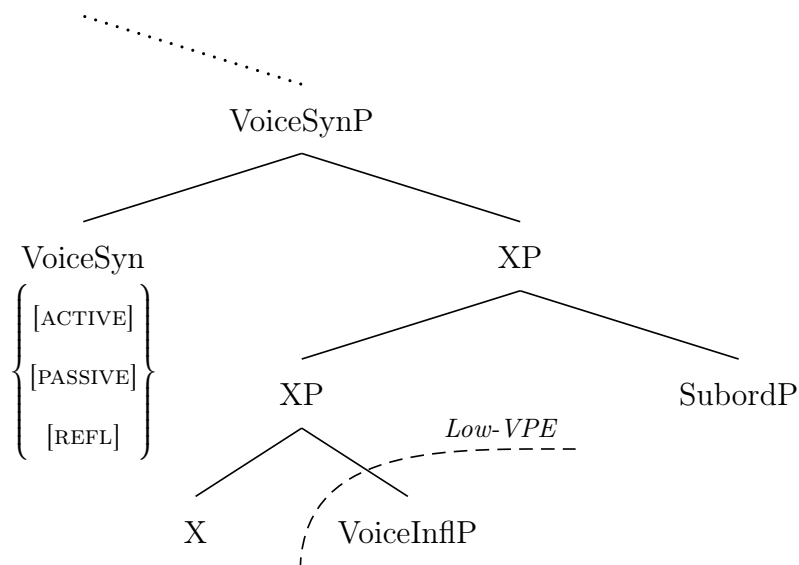 VoiceSynP
VoiceSyn XP
[ACTIVE]
[PASSIVE]
[REFL]
XP SubordP
Low-VPE
X VoiceInflP